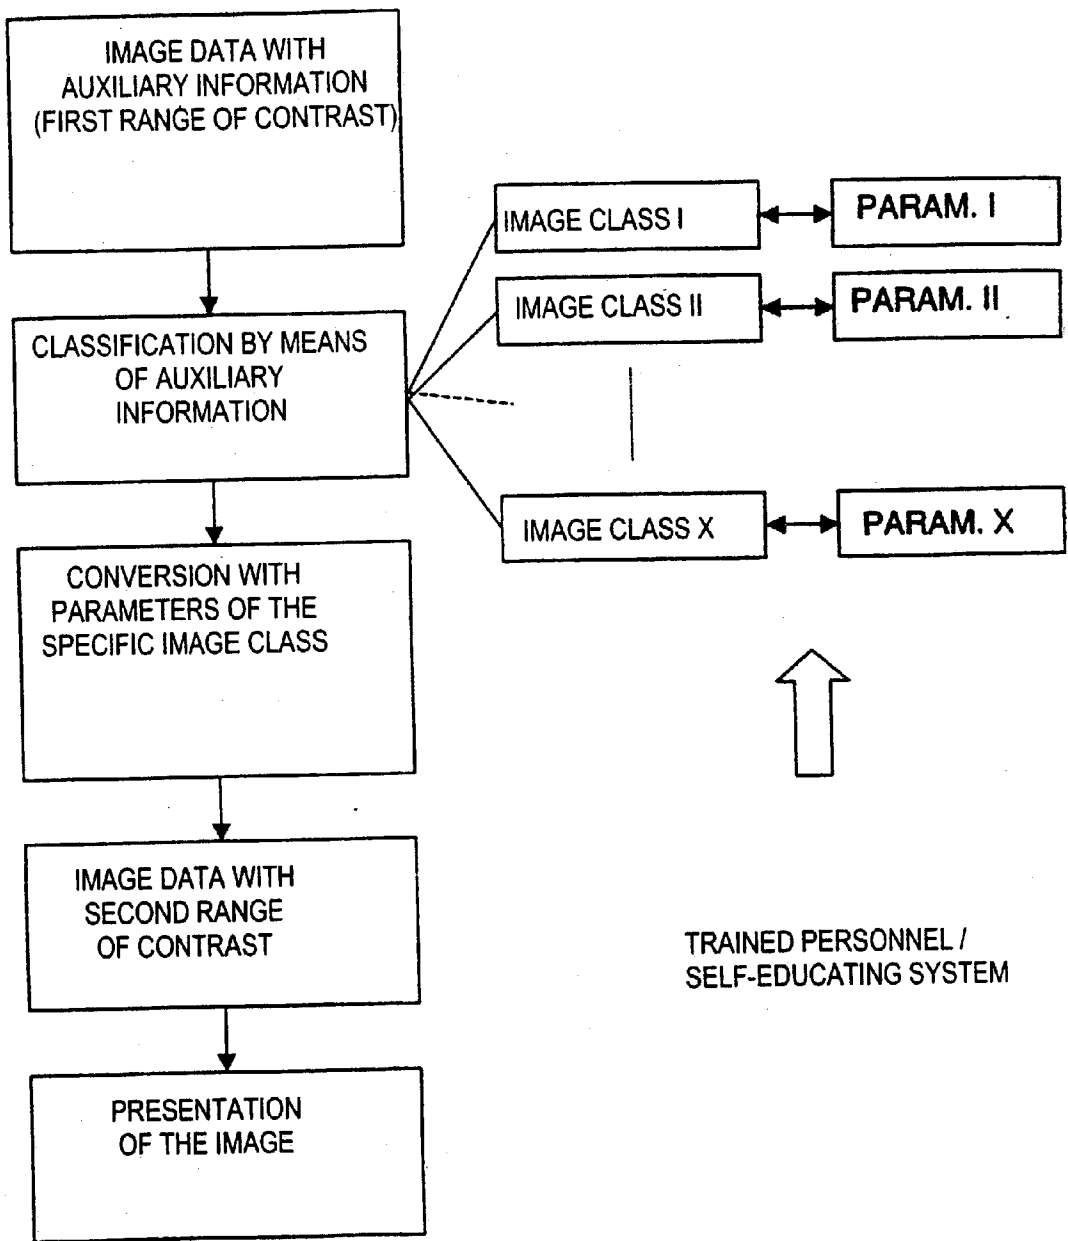 IMAGE DATA WITH
AUXILIARY INFORMATION
(FIRST RANGE OF CONTRAST)
CLASSIFICATION BY MEANS
OF AUXILIARY
INFORMATION
IMAGE CLASS I
PARAM. I
IMAGE CLASS II
PARAM. II
IMAGE CLASS X
PARAM. X
CONVERSION WITH
PARAMETERS OF THE
SPECIFIC IMAGE CLASS
IMAGE DATA WITH
SECOND RANGE
OF CONTRAST
TRAINED PERSONNEL /
SELF-EDUCATING SYSTEM
PRESENTATION
OF THE IMAGE